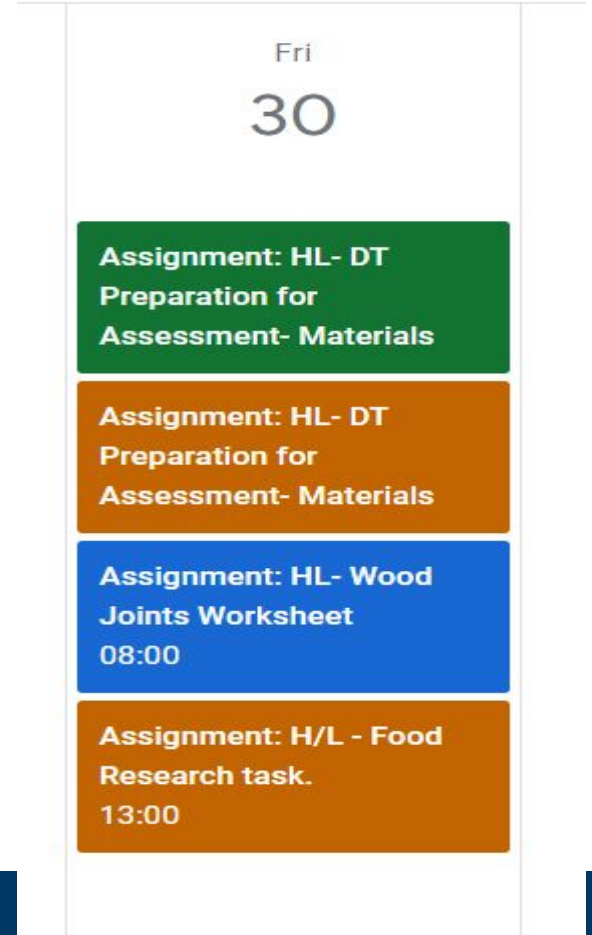 Fri
30
Assignment: HL- DT
Preparation for
Assessment- Materials
Assignment: HL- DT
Preparation for
Assessment- Materials
Assignment: HL- Wood
Joints Worksheet
08:00
Assignment: H/L - Food
Research task.
13:00